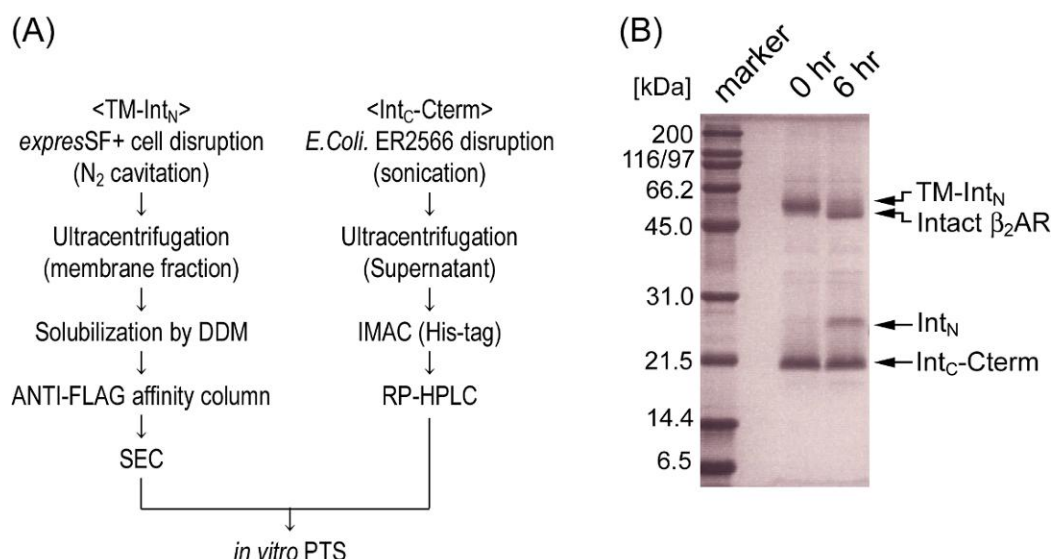 (A)
<TM-IntN>
expresSF+ cell disruption
(N2 cavitation)
↓
Ultracentrifugation
(membrane fraction)
↓
Solubilization by DDM
↓
ANTI-FLAG affinity column
↓
SEC
<IntC-Cterm>
E.Coli. ER2566 disruption
(sonication)
↓
Ultracentrifugation
(Supernatant)
↓
IMAC (His-tag)
↓
RP-HPLC
in vitro PTS
(B)
[kDa]
marker
0 hr
6 hr
200
116/97
66.2
45.0
31.0
21.5
14.4
6.5
TM-IntN
Intact β2AR
IntN
IntC-Cterm